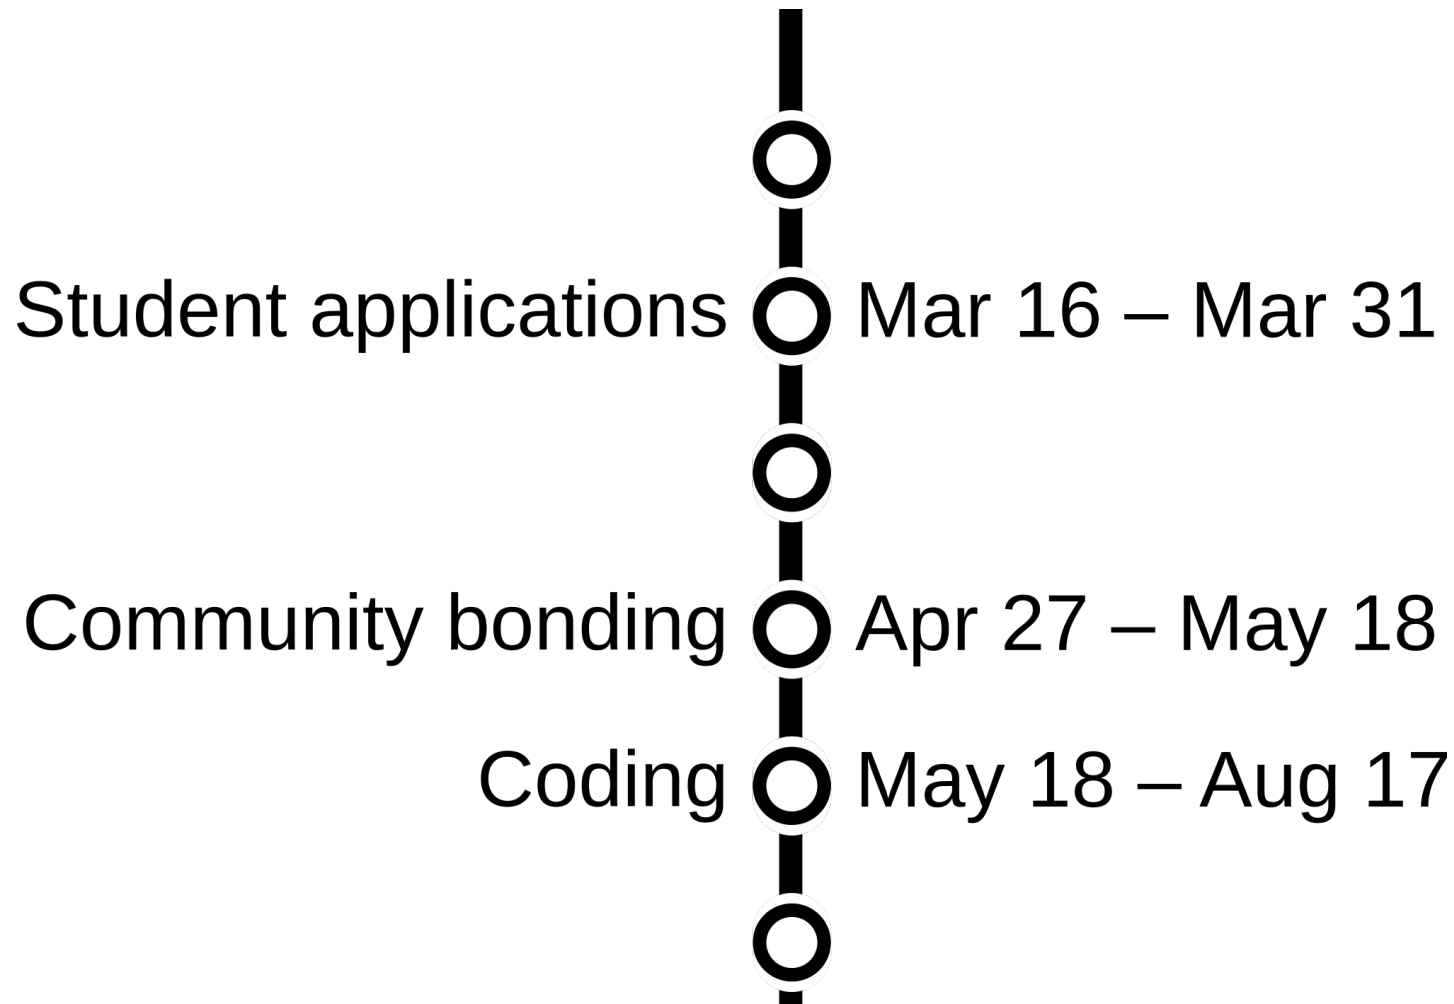 Student applications Mar 16 – Mar 31
Community bonding Apr 27 – May 18
Coding May 18 – Aug 17